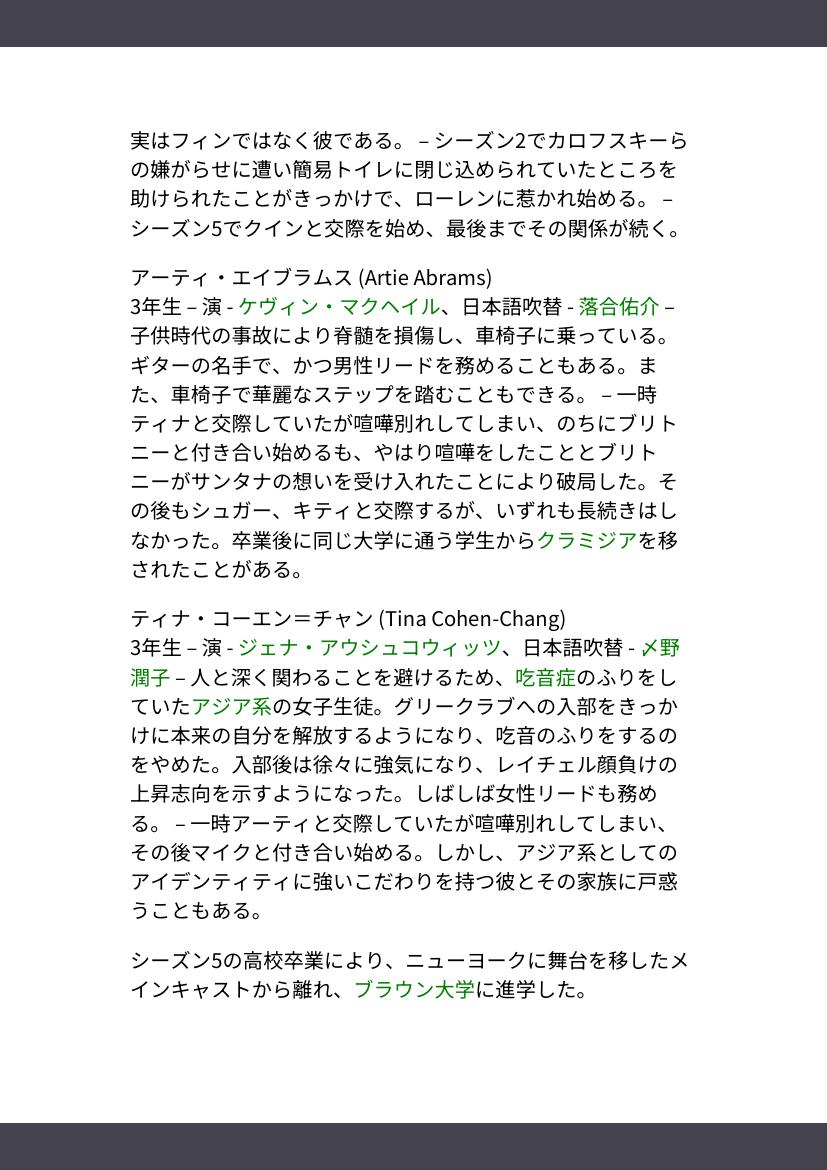 実はフィンではなく彼である。 – シーズン2でカロフスキーら
の嫌がらせに遭い簡易トイレに閉じ込められていたところを
助けられたことがきっかけで、ローレンに惹かれ始める。 –
シーズン5でクインと交際を始め、最後までその関係が続く。
アーティ・エイブラムス (Artie Abrams)
3年生 – 演 - ケヴィン・マクヘイル、日本語吹替 - 落合佑介 –
子供時代の事故により脊髄を損傷し、車椅子に乗っている。
ギターの名手で、かつ男性リードを務めることもある。ま
た、車椅子で華麗なステップを踏むこともできる。 – 一時
ティナと交際していたが喧嘩別れしてしまい、のちにブリト
ニーと付き合い始めるも、やはり喧嘩をしたこととブリト
ニーがサンタナの想いを受け入れたことにより破局した。そ
の後もシュガー、キティと交際するが、いずれも長続きはし
なかった。卒業後に同じ大学に通う学生からクラミジアを移
されたことがある。
ティナ・コーエン＝チャン (Tina Cohen-Chang)
3年生 – 演 - ジェナ・アウシュコウィッツ、日本語吹替 - 〆野
潤子 – 人と深く関わることを避けるため、吃音症のふりをし
ていたアジア系の女子生徒。グリークラブへの入部をきっか
けに本来の自分を解放するようになり、吃音のふりをするの
をやめた。入部後は徐々に強気になり、レイチェル顔負けの
上昇志向を示すようになった。しばしば女性リードも務め
る。 – 一時アーティと交際していたが喧嘩別れしてしまい、
その後マイクと付き合い始める。しかし、アジア系としての
アイデンティティに強いこだわりを持つ彼とその家族に戸惑
うこともある。
シーズン5の高校卒業により、ニューヨークに舞台を移したメ
インキャストから離れ、ブラウン大学に進学した。